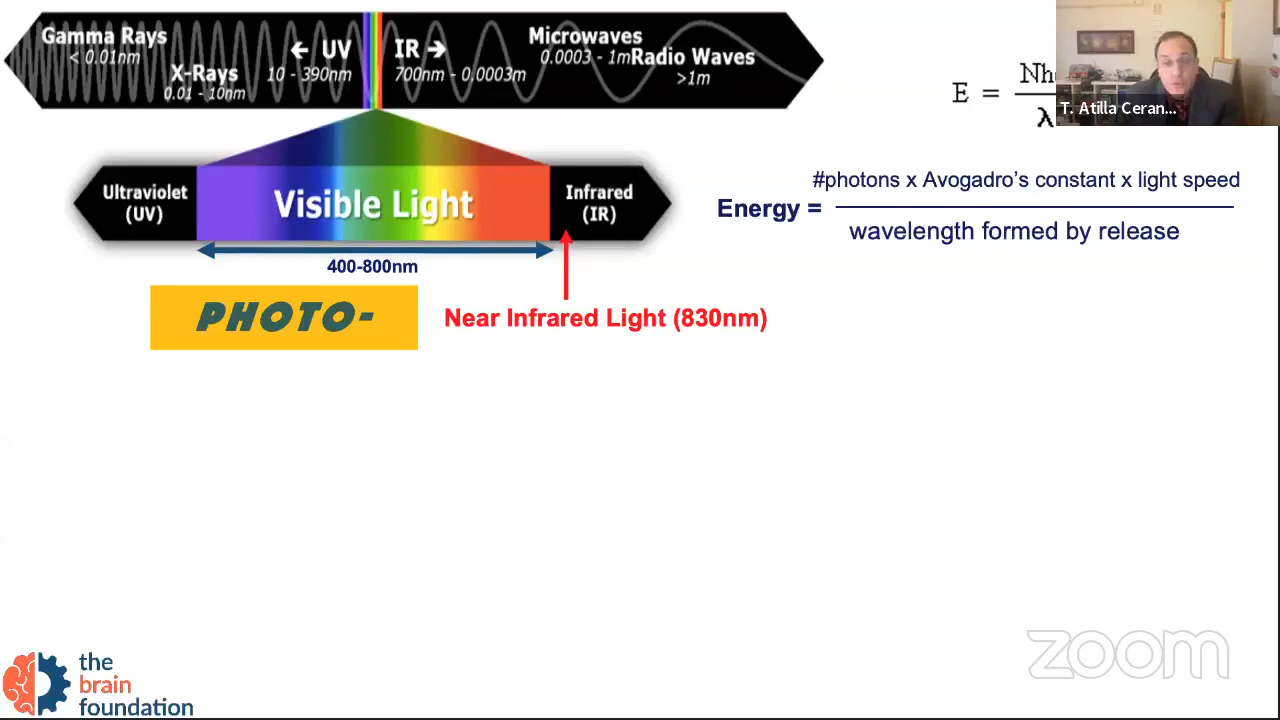 Gamma Rays
< 0.01nm
X-Rays
0.01 - 10nm
← UV
10 - 390nm
IR →
700nm - 0.0003m
Microwaves
0.0003 - 1m
Radio Waves
>1m
E =
λ
T. Atilla Ceran...
Ultraviolet
(UV)
Visible Light
Infrared
(IR)
400-800nm
#photons x Avogadro's constant x light speed
Energy =
wavelength formed by release
PHOTO-
Near Infrared Light (830nm)
the
brain
foundation
zoom